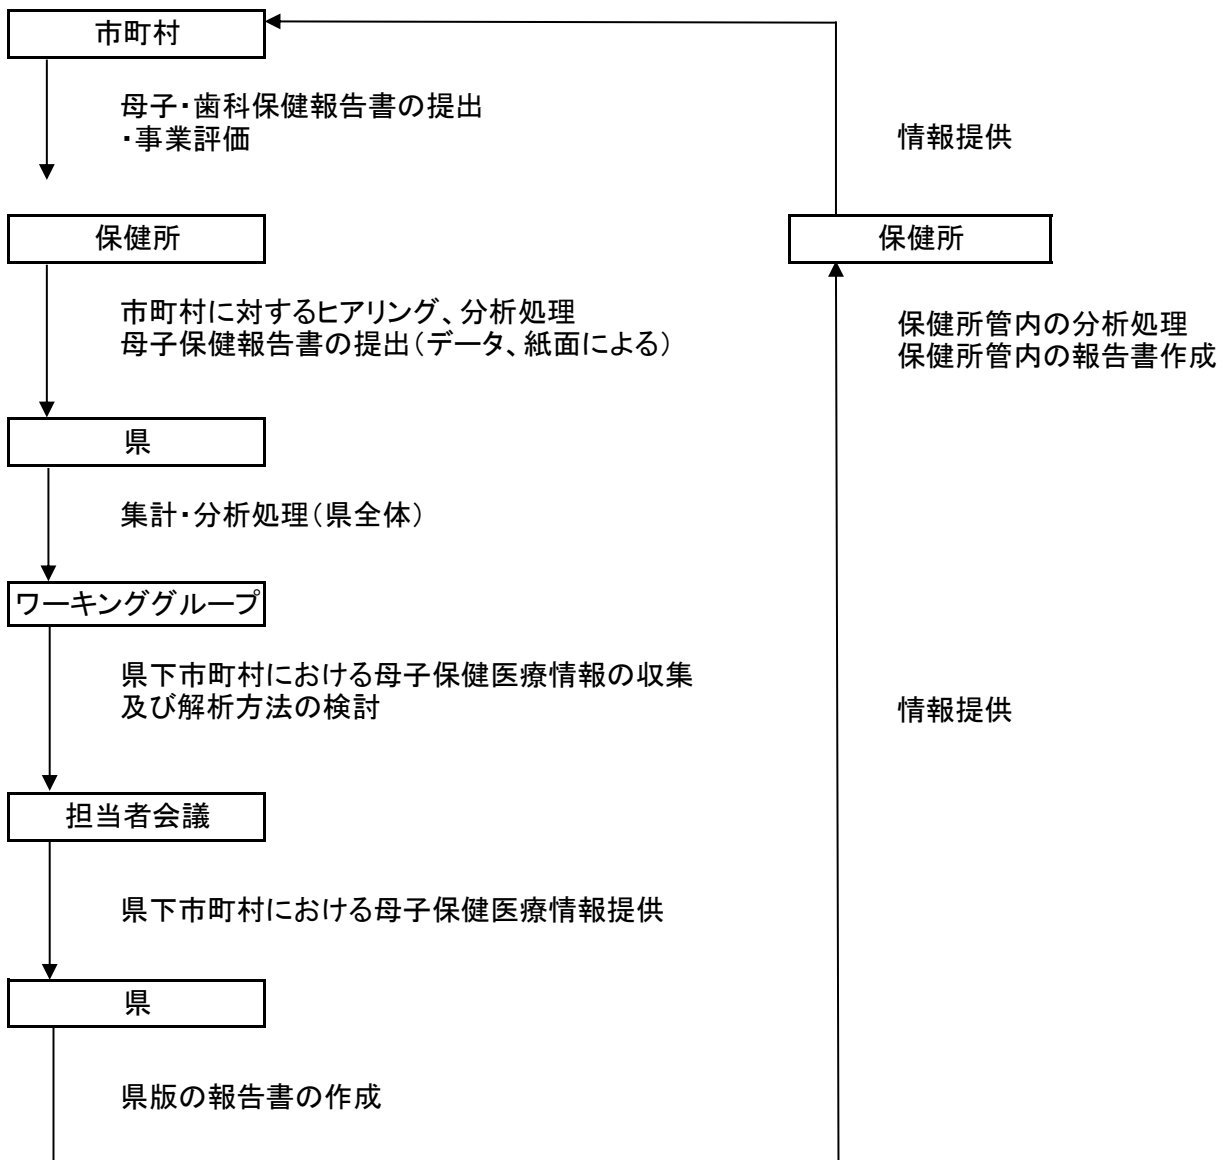 市町村
母子・歯科保健報告書の提出
・事業評価
情報提供
保健所
保健所
市町村に対するヒアリング、分析処理
母子保健報告書の提出(データ、紙面による)
保健所管内の分析処理
保健所管内の報告書作成
県
集計・分析処理(県全体)
ワーキンググループ
県下市町村における母子保健医療情報の収集
及び解析方法の検討
情報提供
担当者会議
県下市町村における母子保健医療情報提供
県
県版の報告書の作成